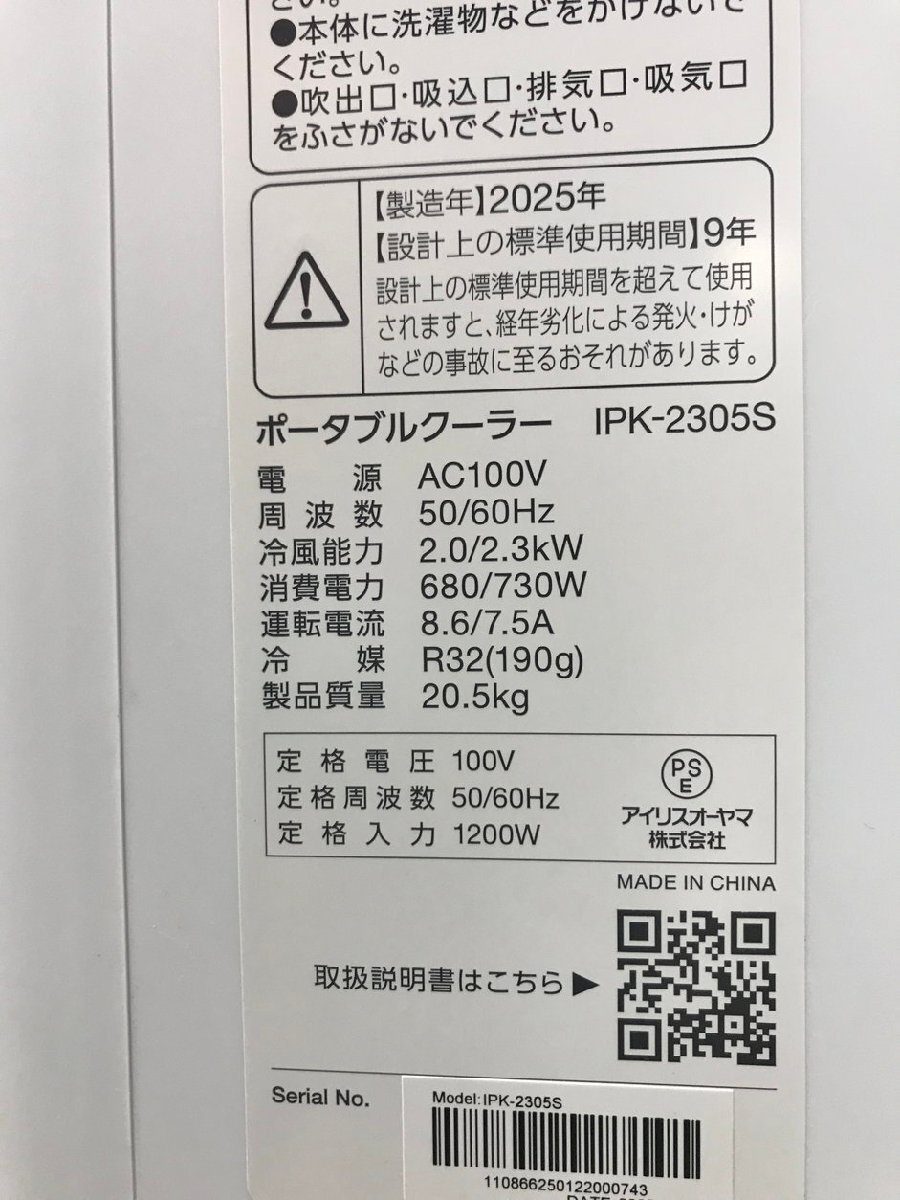 さい。
●本体に洗濯物などをかけないで
ください。
●吹出口・吸込口・排気口・吸気口
をふさがないでください。
【製造年】2025年
【設計上の標準使用期間】9年
設計上の標準使用期間を超えて使用
されますと、経年劣化による発火・けが
などの事故に至るおそれがあります。
ポータブルクーラー IPK-2305S
電源 AC100V
周波数 50/60Hz
冷風能力 2.0/2.3kW
消費電力 680/730W
運転電流 8.6/7.5A
冷媒 R32(190g)
製品質量 20.5kg
定格電圧 100V
定格周波数 50/60Hz
定格入力 1200W
PS
E
アイリスオーヤマ
株式会社
MADE IN CHINA
取扱説明書はこちら▶
Serial No.
Model:IPK-2305S
110866250122000743